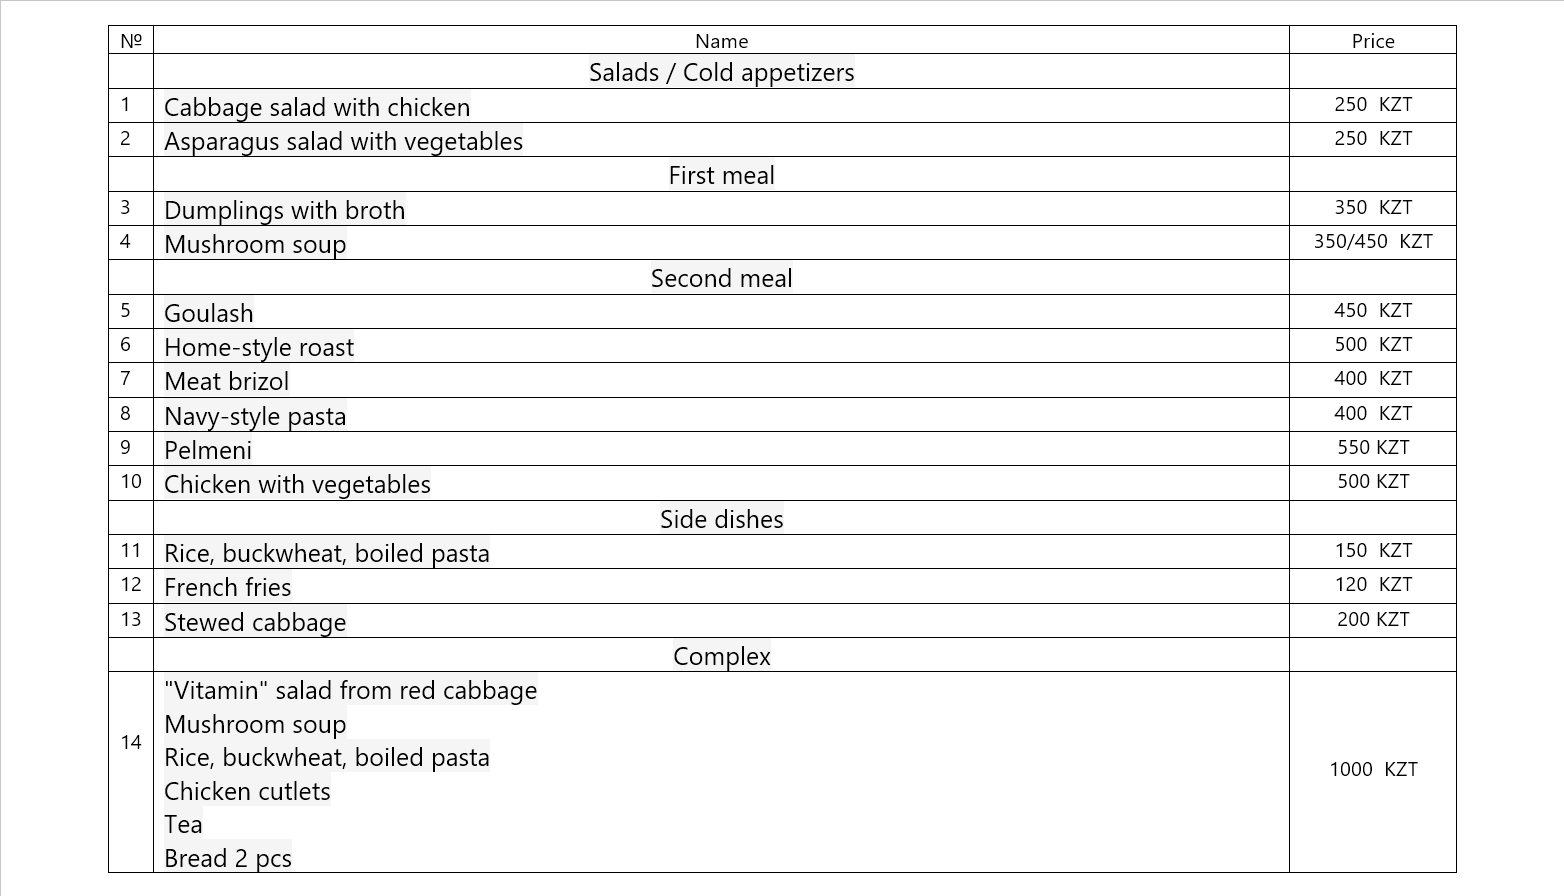 № Name Price
Salads / Cold appetizers
1 Cabbage salad with chicken 250 KZT
2 Asparagus salad with vegetables 250 KZT
First meal
3 Dumplings with broth 350 KZT
4 Mushroom soup 350/450 KZT
Second meal
5 Goulash 450 KZT
6 Home-style roast 500 KZT
7 Meat brizol 400 KZT
8 Navy-style pasta 400 KZT
9 Pelmeni 550 KZT
10 Chicken with vegetables 500 KZT
Side dishes
11 Rice, buckwheat, boiled pasta 150 KZT
12 French fries 120 KZT
13 Stewed cabbage 200 KZT
Complex
14 "Vitamin" salad from red cabbage
Mushroom soup
Rice, buckwheat, boiled pasta
Chicken cutlets
Tea
Bread 2 pcs
1000 KZT